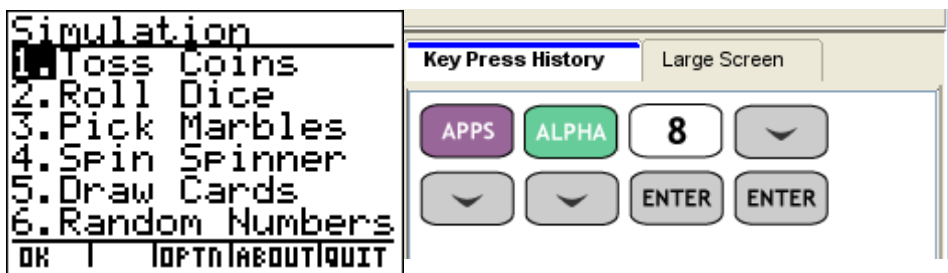 Simulation
1.Toss Coins
2.Roll Dice
3.Pick Marbles
4.Spin Spinner
5.Draw Cards
6.Random Numbers
OK OPTN ABOUT QUIT
Key Press History Large Screen
APPS ALPHA 8
ENTER ENTER